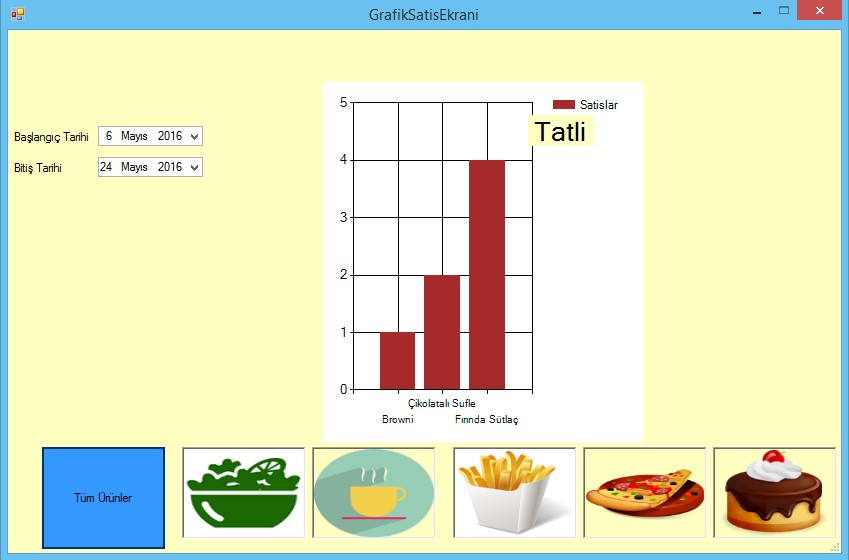 GrafikSatisEkrani
Başlangıç Tarihi
6 Mayıs 2016
Bitiş Tarihi
24 Mayıs 2016
Satislar
Tatli
5
4
3
2
1
0
Çikolatalı Sufle
Browni
Fırında Sütlaç
Tüm Ürünler